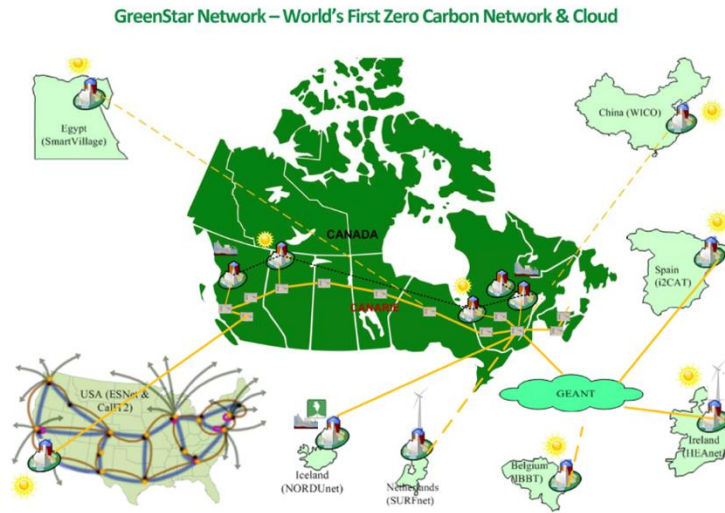 GreenStar Network – World's First Zero Carbon Network & Cloud
Egypt
(SmartVillage)
China (WICO)
CANADA
Spain
(i2CAT)
CANARIE
USA (ESNet &
CalIT2)
GEANT
Iceland
(NORDUnet)
Netherlands
(SURFnet)
Belgium
(IBBT)
Ireland
(HEAnet)